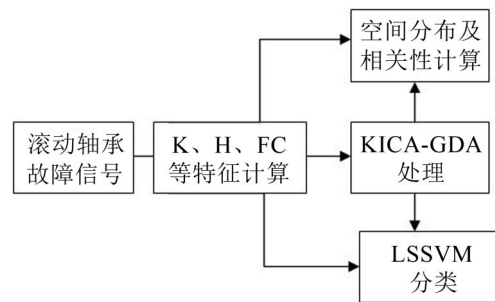 空间分布及
相关性计算
滚动轴承
故障信号
K、H、FC
等特征计算
KICA-GDA
处理
LSSVM
分类